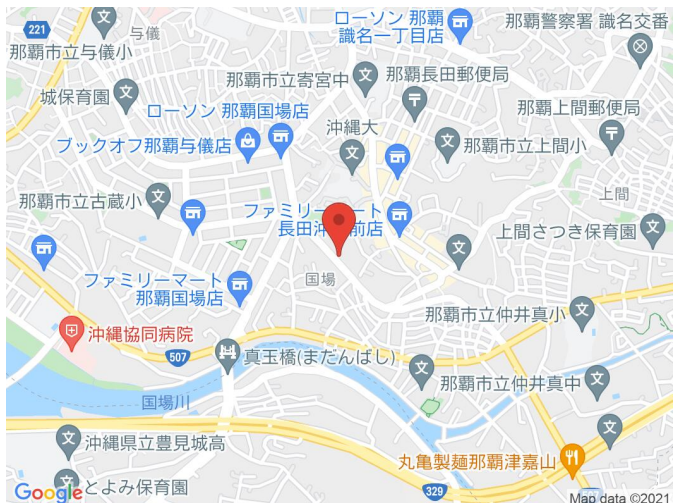 ローソン 那覇
識名一丁目店
那覇警察署 識名交番
221
与儀
那覇市立与儀小
那覇市立寄宮中
那覇長田郵便局
城保育園
ローソン 那覇国場店
那覇上間郵便局
沖縄大
ブックオフ那覇与儀店
那覇市立上間小
那覇市立古蔵小
上間
ファミリーマート
長田沖
前店
上間さつき保育園
国場
ファミリーマート
那覇国場店
那覇市立仲井真小
沖縄協同病院
507
真玉橋(まだんばし)
那覇市立仲井真中
国場川
沖縄県立豊見城高
丸亀製麺那覇津嘉山
329
とよみ保育園
Google
Map data ©2021